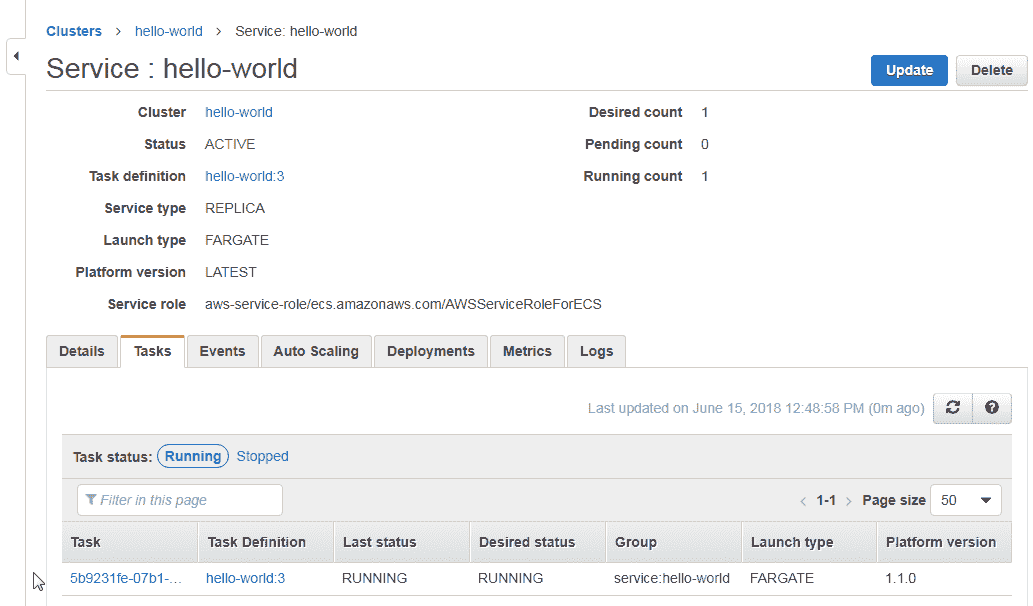 Clusters > hello-world > Service: hello-world
Service : hello-world
Update Delete
Cluster hello-world Desired count 1
Status ACTIVE Pending count 0
Task definition hello-world:3 Running count 1
Service type REPLICA
Launch type FARGATE
Platform version LATEST
Service role aws-service-role/ecs.amazonaws.com/AWSServiceRoleForECS
Details Tasks Events Auto Scaling Deployments Metrics Logs
Last updated on June 15, 2018 12:48:58 PM (0m ago)
Task status: Running Stopped
Filter in this page < 1-1 > Page size 50
Task Task Definition Last status Desired status Group Launch type Platform version
5b9231fe-07b1-... hello-world:3 RUNNING RUNNING service:hello-world FARGATE 1.1.0